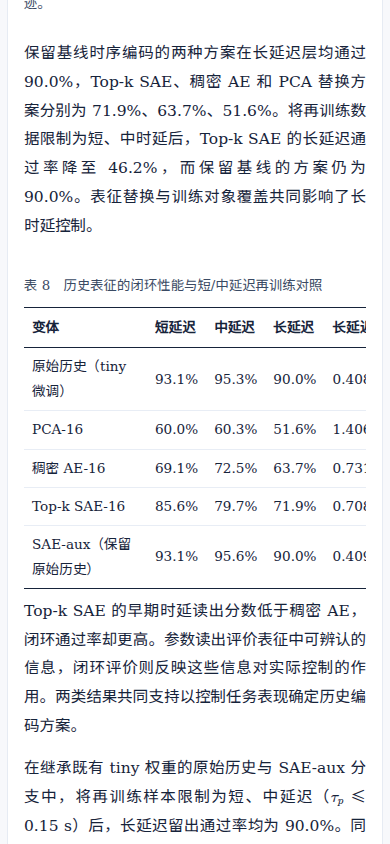 迹。
保留基线时序编码的两种方案在长延迟层均通过
90.0%，Top-k SAE、稠密 AE 和 PCA 替换方
案分别为 71.9%、63.7%、51.6%。将再训练数
据限制为短、中时延后，Top-k SAE 的长延迟通
过率降至 46.2%，而保留基线的方案仍为
90.0%。表征替换与训练对象覆盖共同影响了长
时延控制。
表 8 历史表征的闭环性能与短/中延迟再训练对照
变体 短延迟 中延迟 长延迟 长延迟
原始历史（tiny
微调） 93.1% 95.3% 90.0% 0.408
PCA-16 60.0% 60.3% 51.6% 1.406
稠密 AE-16 69.1% 72.5% 63.7% 0.731
Top-k SAE-16 85.6% 79.7% 71.9% 0.708
SAE-aux（保留
原始历史） 93.1% 95.6% 90.0% 0.409
Top-k SAE 的早期时延读出分数低于稠密 AE，
闭环通过率却更高。参数读出评价表征中可辨认的
信息，闭环评价则反映这些信息对实际控制的作
用。两类结果共同支持以控制任务表现确定历史编
码方案。
在继承既有 tiny 权重的原始历史与 SAE-aux 分
支中，将再训练样本限制为短、中时延（τₚ ⩽
0.15 s）后，长延迟留出通过率均为 90.0%。同